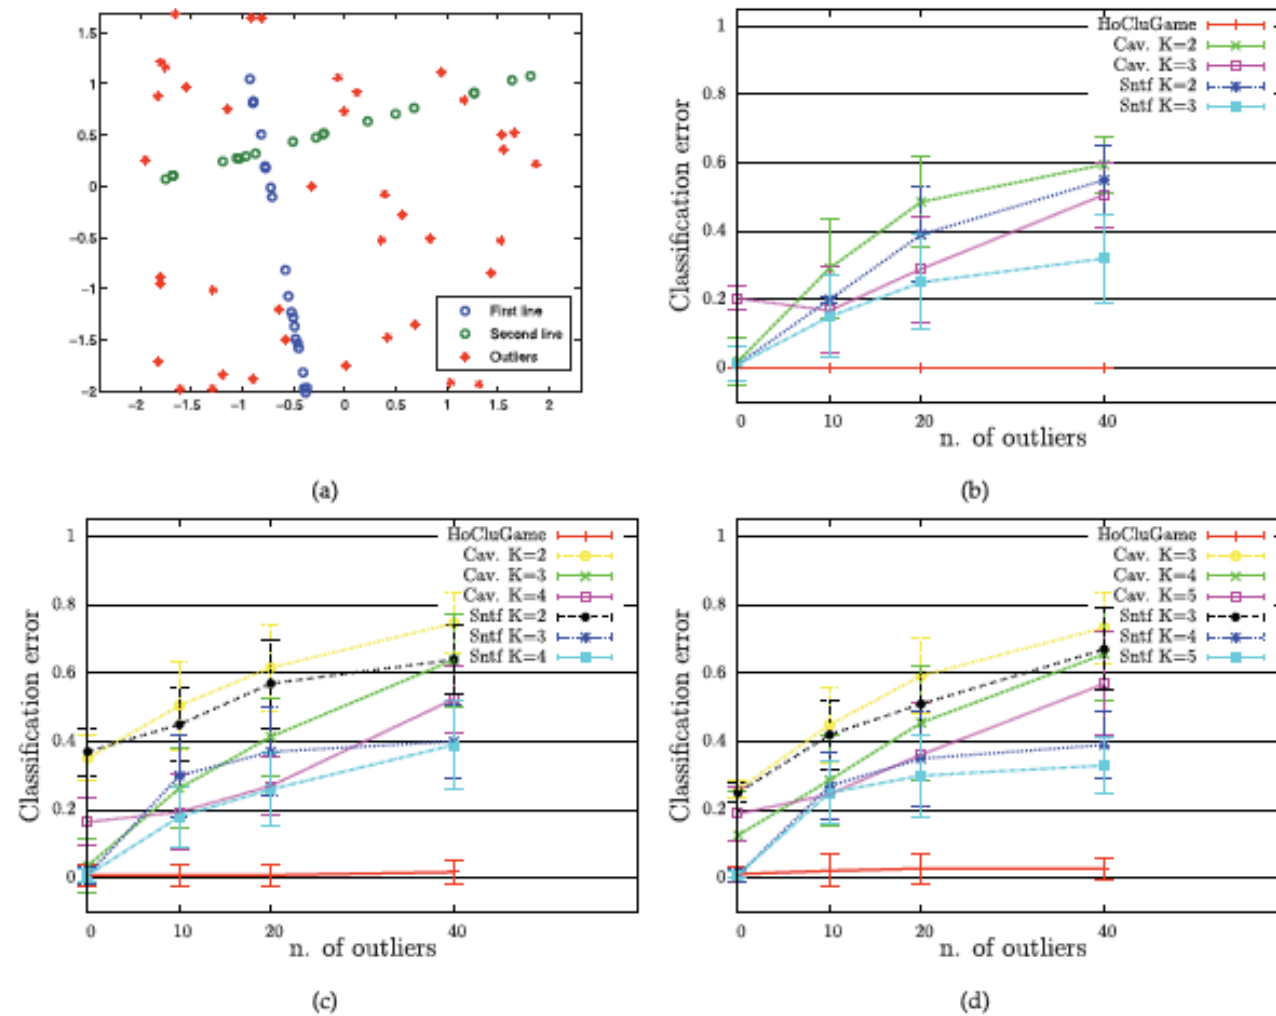 1.5
1
0.5
0
−0.5
−1
−1.5
−2
−2
−1.5
−1
−0.5
0
0.5
1
1.5
2
First line
Second line
Outliers
(a)
Classification error
1
0.8
0.6
0.4
0.2
0
HoCluGame
Cav. K=2
Cav. K=3
Sntf K=2
Sntf K=3
0
10
20
40
n. of outliers
(b)
Classification error
1
0.8
0.6
0.4
0.2
0
HoCluGame
Cav. K=2
Cav. K=3
Cav. K=4
Sntf K=2
Sntf K=3
Sntf K=4
0
10
20
40
n. of outliers
(c)
Classification error
1
0.8
0.6
0.4
0.2
0
HoCluGame
Cav. K=3
Cav. K=4
Cav. K=5
Sntf K=3
Sntf K=4
Sntf K=5
0
10
20
40
n. of outliers
(d)